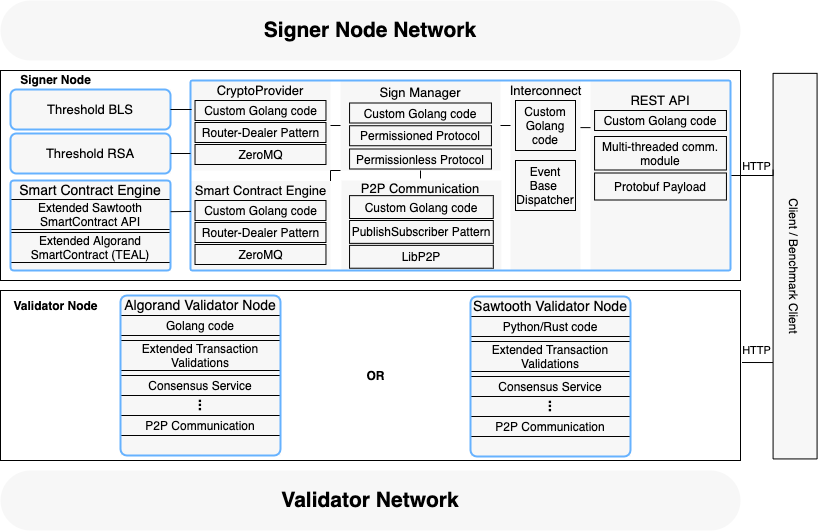 Signer Node Network
Signer Node
Threshold BLS
Threshold RSA
Smart Contract Engine
Extended Sawtooth
SmartContract API
Extended Algorand
SmartContract (TEAL)
CryptoProvider
Custom Golang code
Router-Dealer Pattern
ZeroMQ
Smart Contract Engine
Custom Golang code
Router-Dealer Pattern
ZeroMQ
Sign Manager
Custom Golang code
Permissioned Protocol
Permissionless Protocol
P2P Communication
Custom Golang code
PublishSubscriber Pattern
LibP2P
Interconnect
Custom
Golang
code
Event
Base
Dispatcher
REST API
Custom Golang code
Multi-threaded comm.
module
Protobuf Payload
HTTP
Client / Benchmark Client
Validator Node
Algorand Validator Node
Golang code
Extended Transaction
Validations
Consensus Service
⋮
P2P Communication
OR
Sawtooth Validator Node
Python/Rust code
Extended Transaction
Validations
Consensus Service
⋮
P2P Communication
HTTP
Validator Network